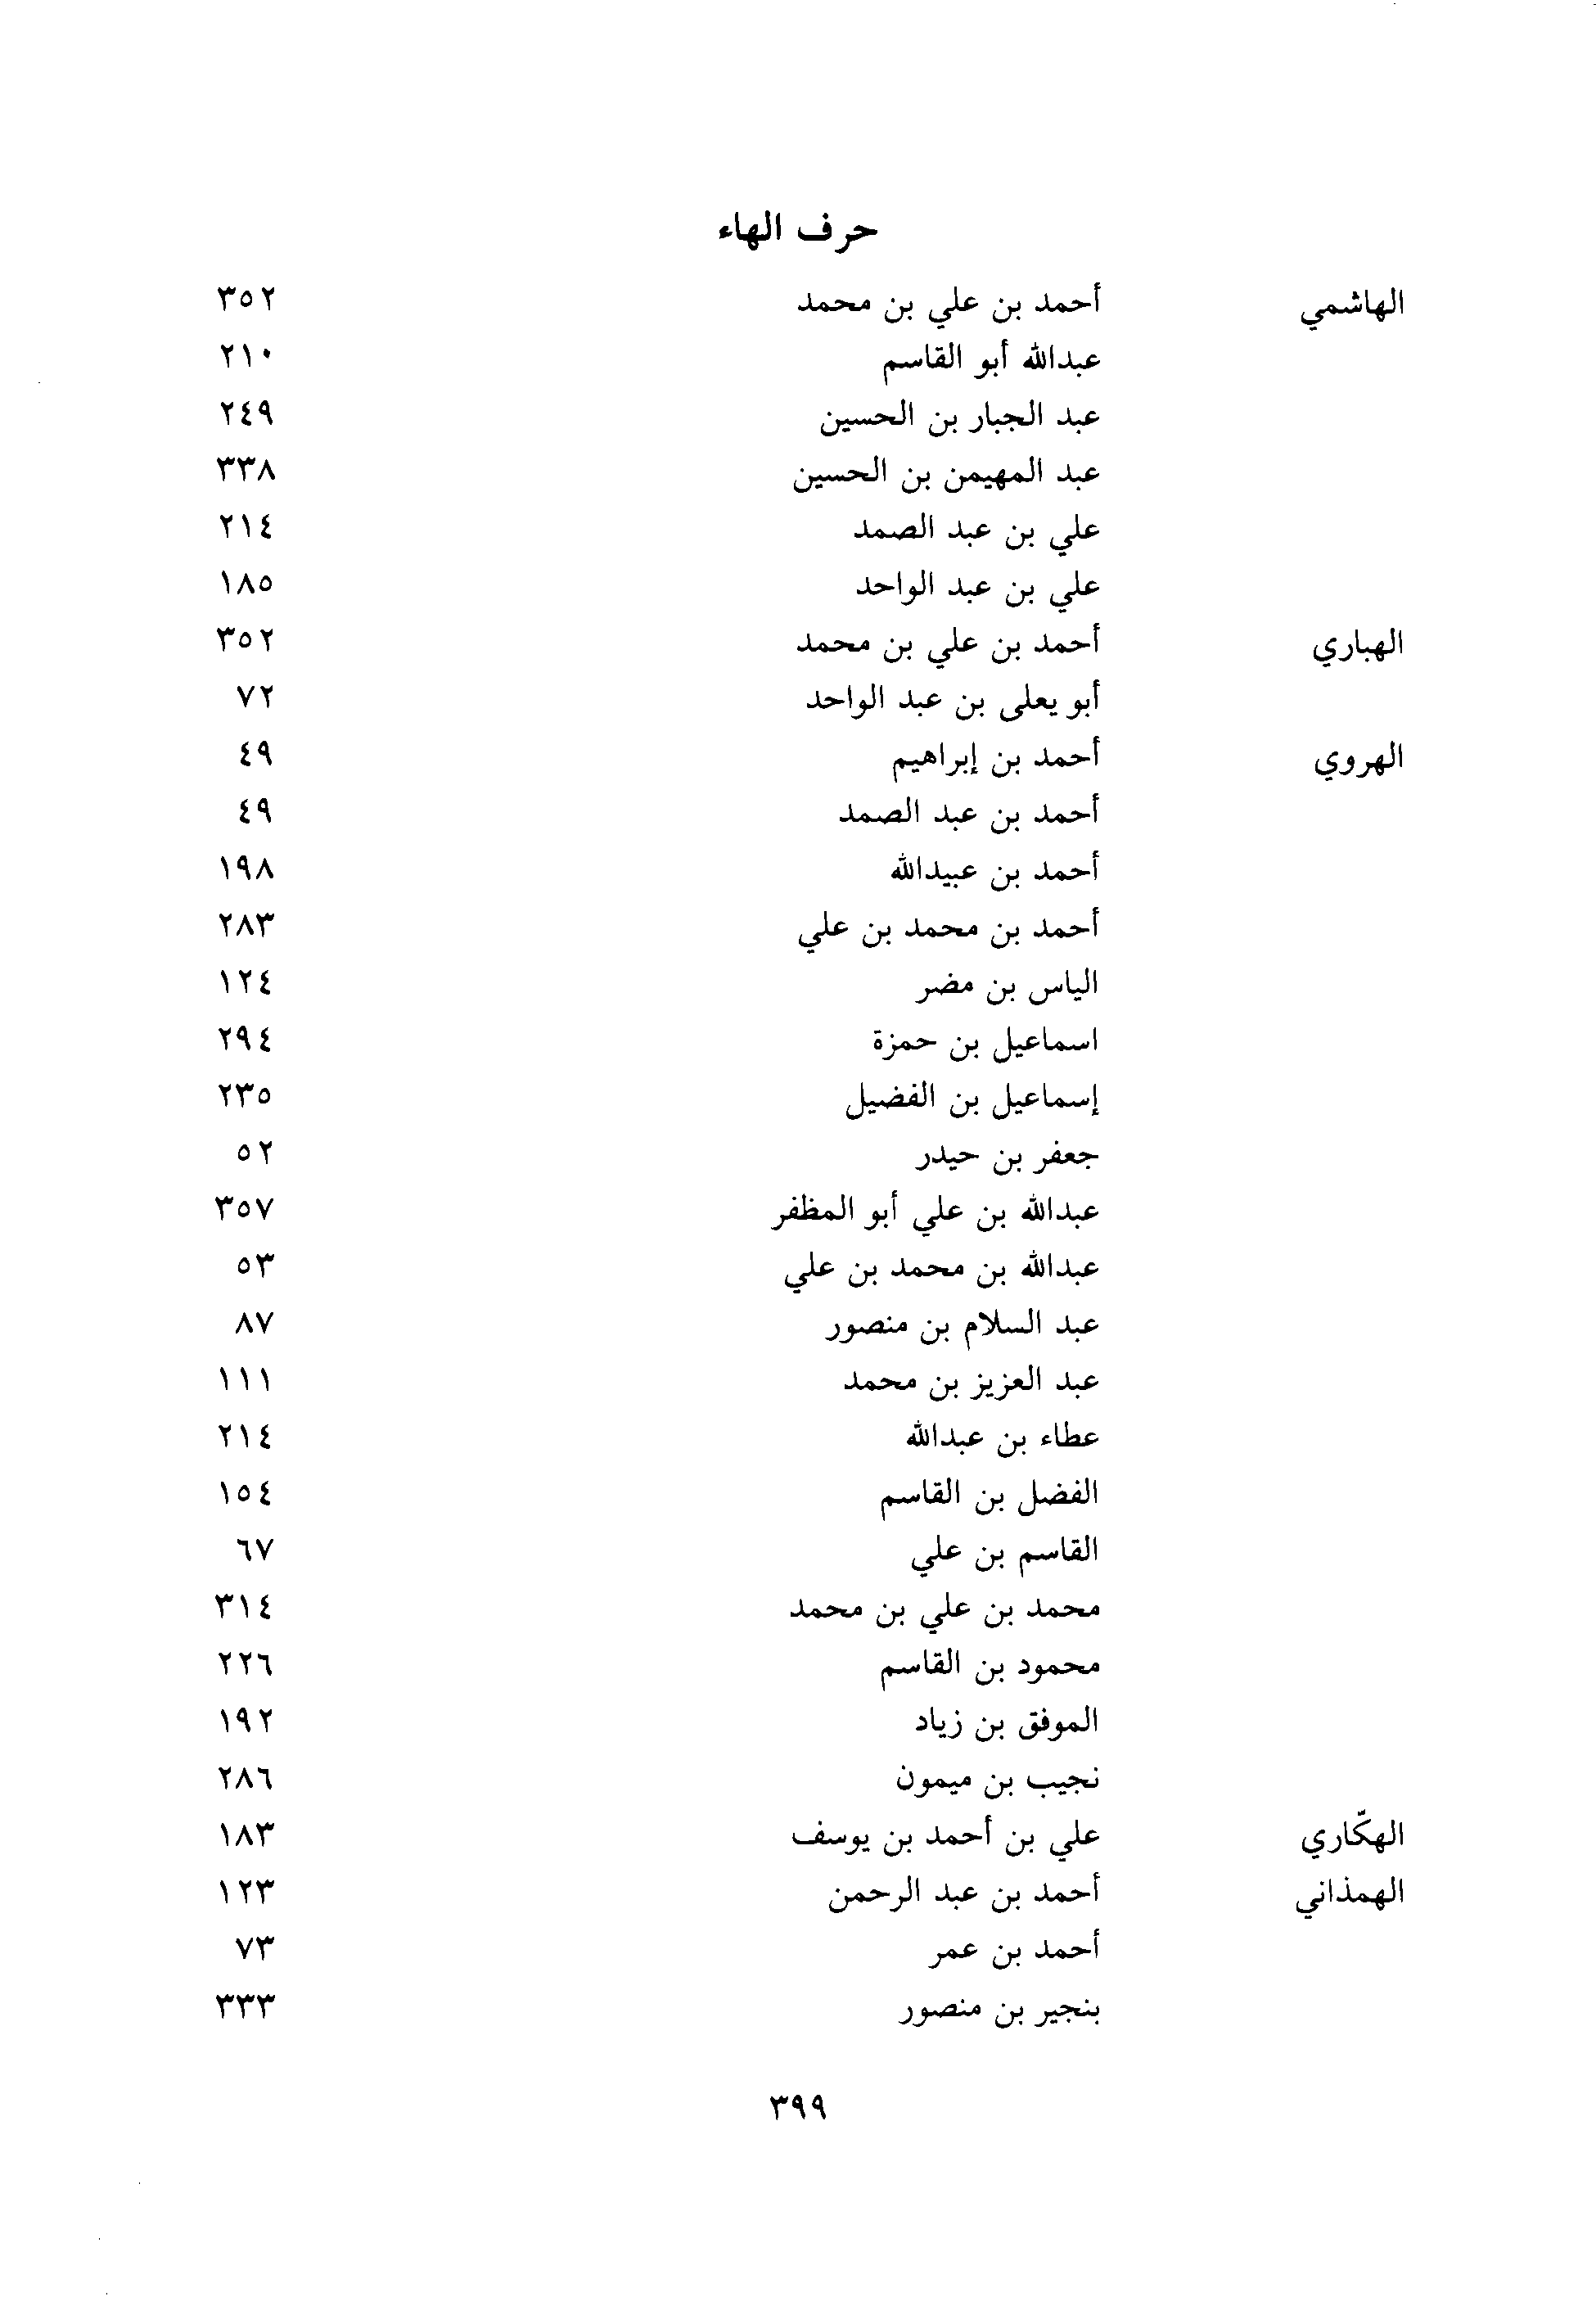 حرف الهاء
الهاشمي أحمد بن علي بن محمد ٣٥٢
عبدالله أبو القاسم ٢١٠
عبد الجبار بن الحسين ٢٤٩
عبد المهيمن بن الحسين ٣٣٨
علي بن عبد الصمد ٢١٤
علي بن عبد الواحد ١٨٥
الهباري أحمد بن علي بن محمد ٣٥٢
أبو يعلى بن عبد الواحد ٧٢
الهروي أحمد بن إبراهيم ٤٩
أحمد بن عبد الصمد ٤٩
أحمد بن عبيدالله ١٩٨
أحمد بن محمد بن علي ٢٨٣
الياس بن مضر ١٢٤
اسماعيل بن حمزة ٢٩٤
إسماعيل بن الفضيل ٢٣٥
جعفر بن حيدر ٥٢
عبدالله بن علي أبو المظفر ٣٥٧
عبدالله بن محمد بن علي ٥٣
عبد السلام بن منصور ٨٧
عبد العزيز بن محمد ١١١
عطاء بن عبدالله ٢١٤
الفضل بن القاسم ١٥٤
القاسم بن علي ٦٧
محمد بن علي بن محمد ٣١٤
محمود بن القاسم ٢٢٦
الموفق بن زياد ١٩٢
نجيب بن ميمون ٢٨٦
الهكّاري علي بن أحمد بن يوسف ١٨٣
الهمذاني أحمد بن عبد الرحمن ١٢٣
أحمد بن عمر ٧٣
بنجير بن منصور ٣٣٣
٣٩٩